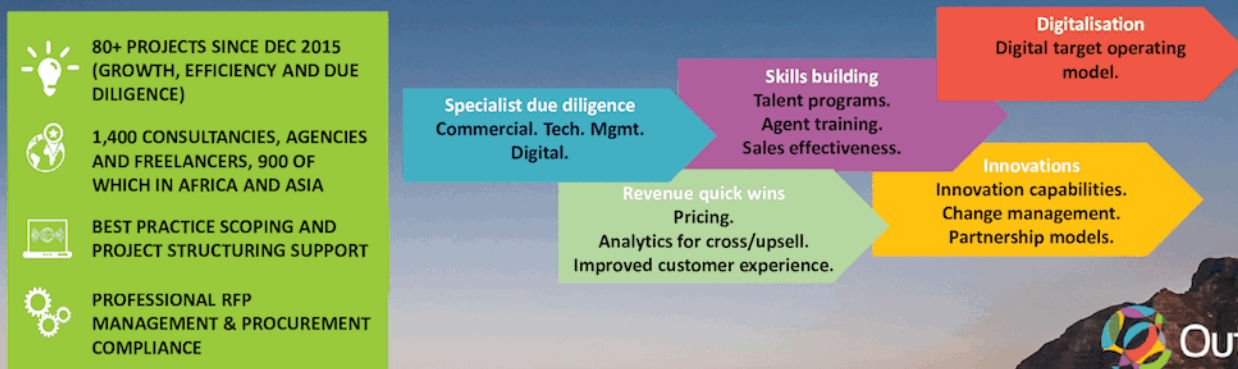 80+ PROJECTS SINCE DEC 2015
(GROWTH, EFFICIENCY AND DUE
DILIGENCE)
1,400 CONSULTANCIES, AGENCIES
AND FREELANCERS, 900 OF
WHICH IN AFRICA AND ASIA
BEST PRACTICE SCOPING AND
PROJECT STRUCTURING SUPPORT
PROFESSIONAL RFP
MANAGEMENT & PROCUREMENT
COMPLIANCE
Specialist due diligence
Commercial. Tech. Mgmt.
Digital.
Revenue quick wins
Pricing.
Analytics for cross/upsell.
Improved customer experience.
Skills building
Talent programs.
Agent training.
Sales effectiveness.
Innovations
Innovation capabilities.
Change management.
Partnership models.
Digitalisation
Digital target operating
model.
Out